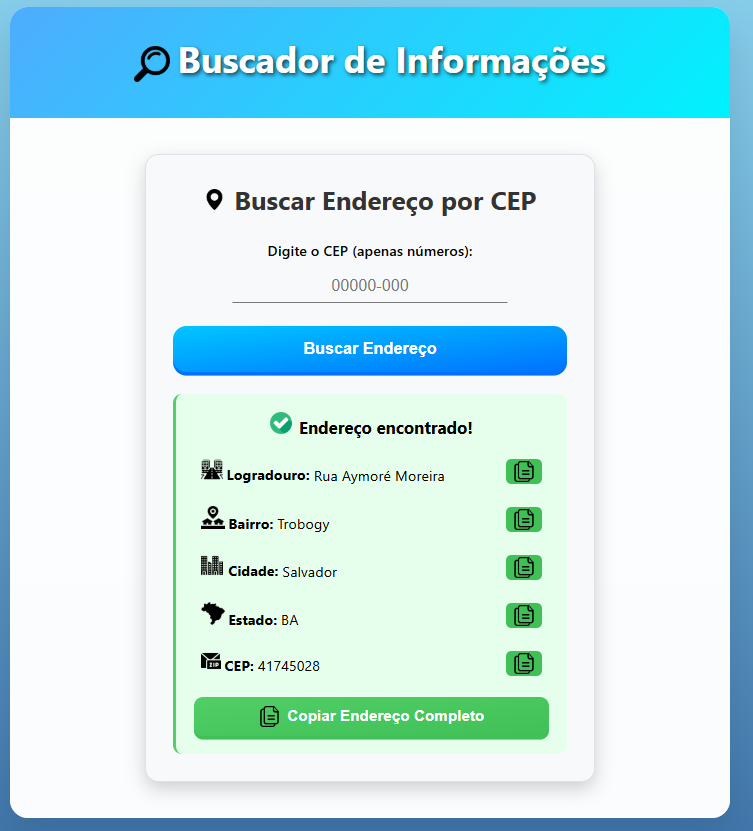 Buscador de Informações
Buscar Endereço por CEP
Digite o CEP (apenas números):
00000-000
Buscar Endereço
Endereço encontrado!
Logradouro: Rua Aymoré Moreira
Bairro: Trobogy
Cidade: Salvador
Estado: BA
ZIP CEP: 41745028
Copiar Endereço Completo